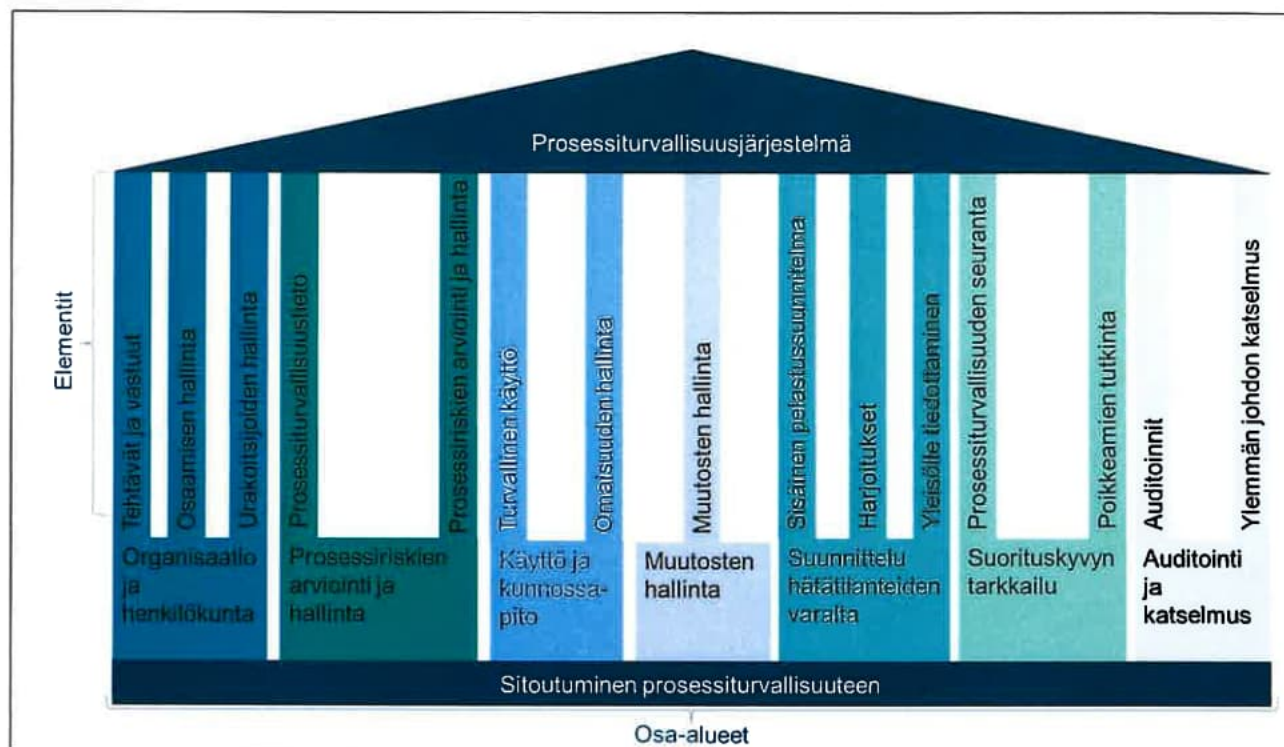 Prosessiturvallisuusjärjestelmä
Elementit
Tehtävät ja vastuut
Osaamisen hallinta
Urakoitsijoiden hallinta
Prosessiturvallisuustieto
Prosessiriskien arviointi ja hallinta
Turvallinen käyttö
Omaisuuden hallinta
Muutosten hallinta
Sisäinen pelastussuunnitelma
Harjoitukset
Yleisölle tiedottaminen
Prosessiturvallisuuden seuranta
Poikkeamien tutkinta
Auditoinnit
Ylemmän johdon katselmus
Organisaatio
ja
henkilökunta
Prosessiriskien
arviointi ja
hallinta
Käyttö ja
kunnossa-
pito
Muutosten
hallinta
Suunnittelu
hätätilanteiden
varalta
Suorituskyvyn
tarkkailu
Auditointi
ja
katselmus
Sitoutuminen prosessiturvallisuuteen
Osa-alueet